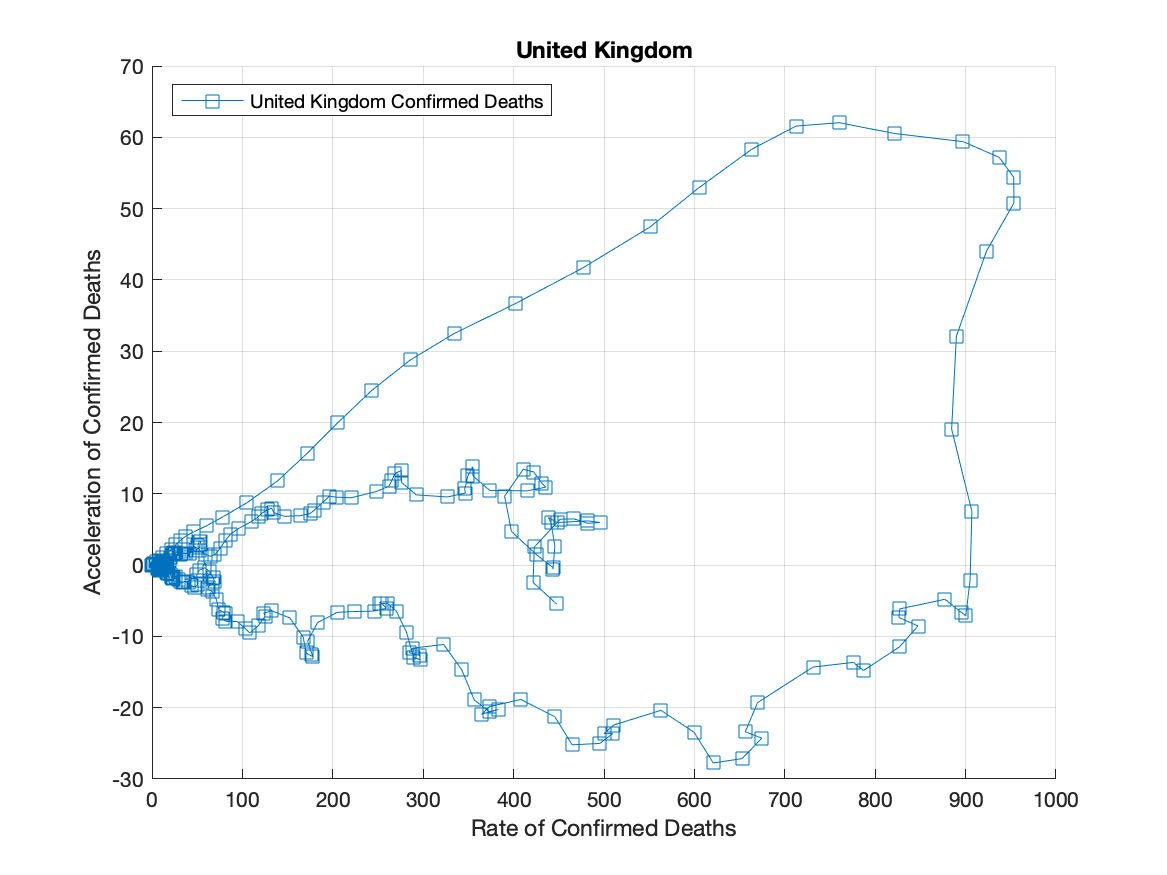 United Kingdom
70
United Kingdom Confirmed Deaths
60
50
40
30
20
10
0
-10
-20
-30
Acceleration of Confirmed Deaths
0 100 200 300 400 500 600 700 800 900 1000
Rate of Confirmed Deaths